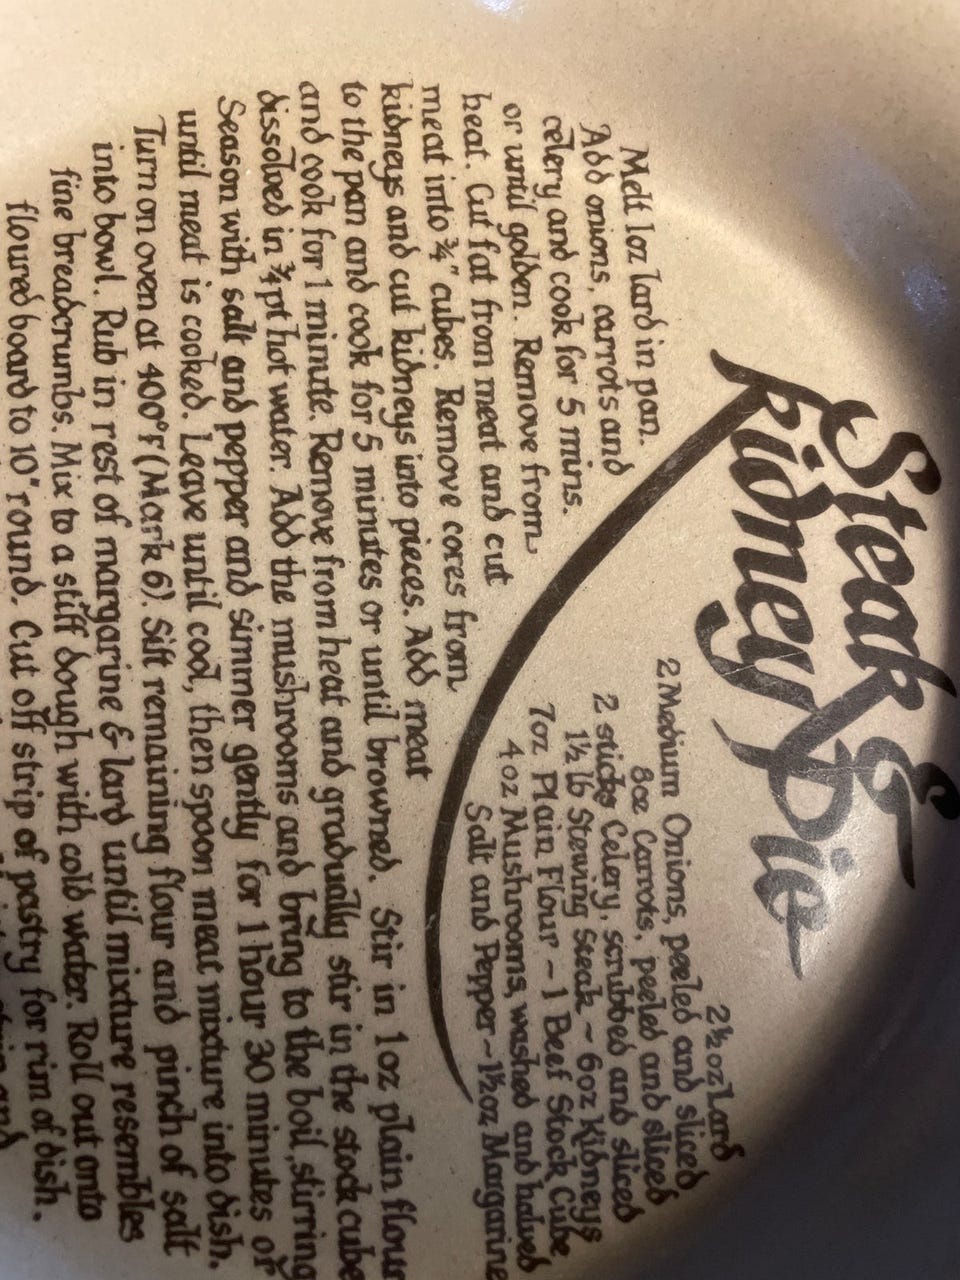 Steak &
Kidney Pie
2½ oz Lard
2 Medium Onions, peeled and sliced
8oz Carrots, peeled and sliced
2 sticks Celery, scrubbed and sliced
1½ lb Stewing Steak ~ 6oz Kidneys
7oz Plain Flour ~ 1 Beef Stock Cube
4oz Mushrooms, washed and halved
Salt and Pepper ~ 1½oz Margarine
Melt 1oz lard in pan.
Add onions, carrots and
celery and cook for 5 mins.
or until golden. Remove from
heat. Cut fat from meat and cut
meat into ¾" cubes. Remove cores from
kidneys and cut kidneys into pieces. Add meat
to the pan and cook for 5 minutes or until browned. Stir in 1oz plain flour
and cook for 1 minute. Remove from heat and gradually stir in the stock cube
dissolved in ¾pt hot water. Add the mushrooms and bring to the boil, stirring
Season with salt and pepper and simmer gently for 1 hour 30 minutes or
until meat is cooked. Leave until cool, then spoon meat mixture into dish.
Turn on oven at 400°F (Mark 6). Sift remaining flour and pinch of salt
into bowl. Rub in rest of margarine & lard until mixture resembles
fine breadcrumbs. Mix to a stiff dough with cold water. Roll out onto
floured board to 10" round. Cut off strip of pastry for rim of dish.